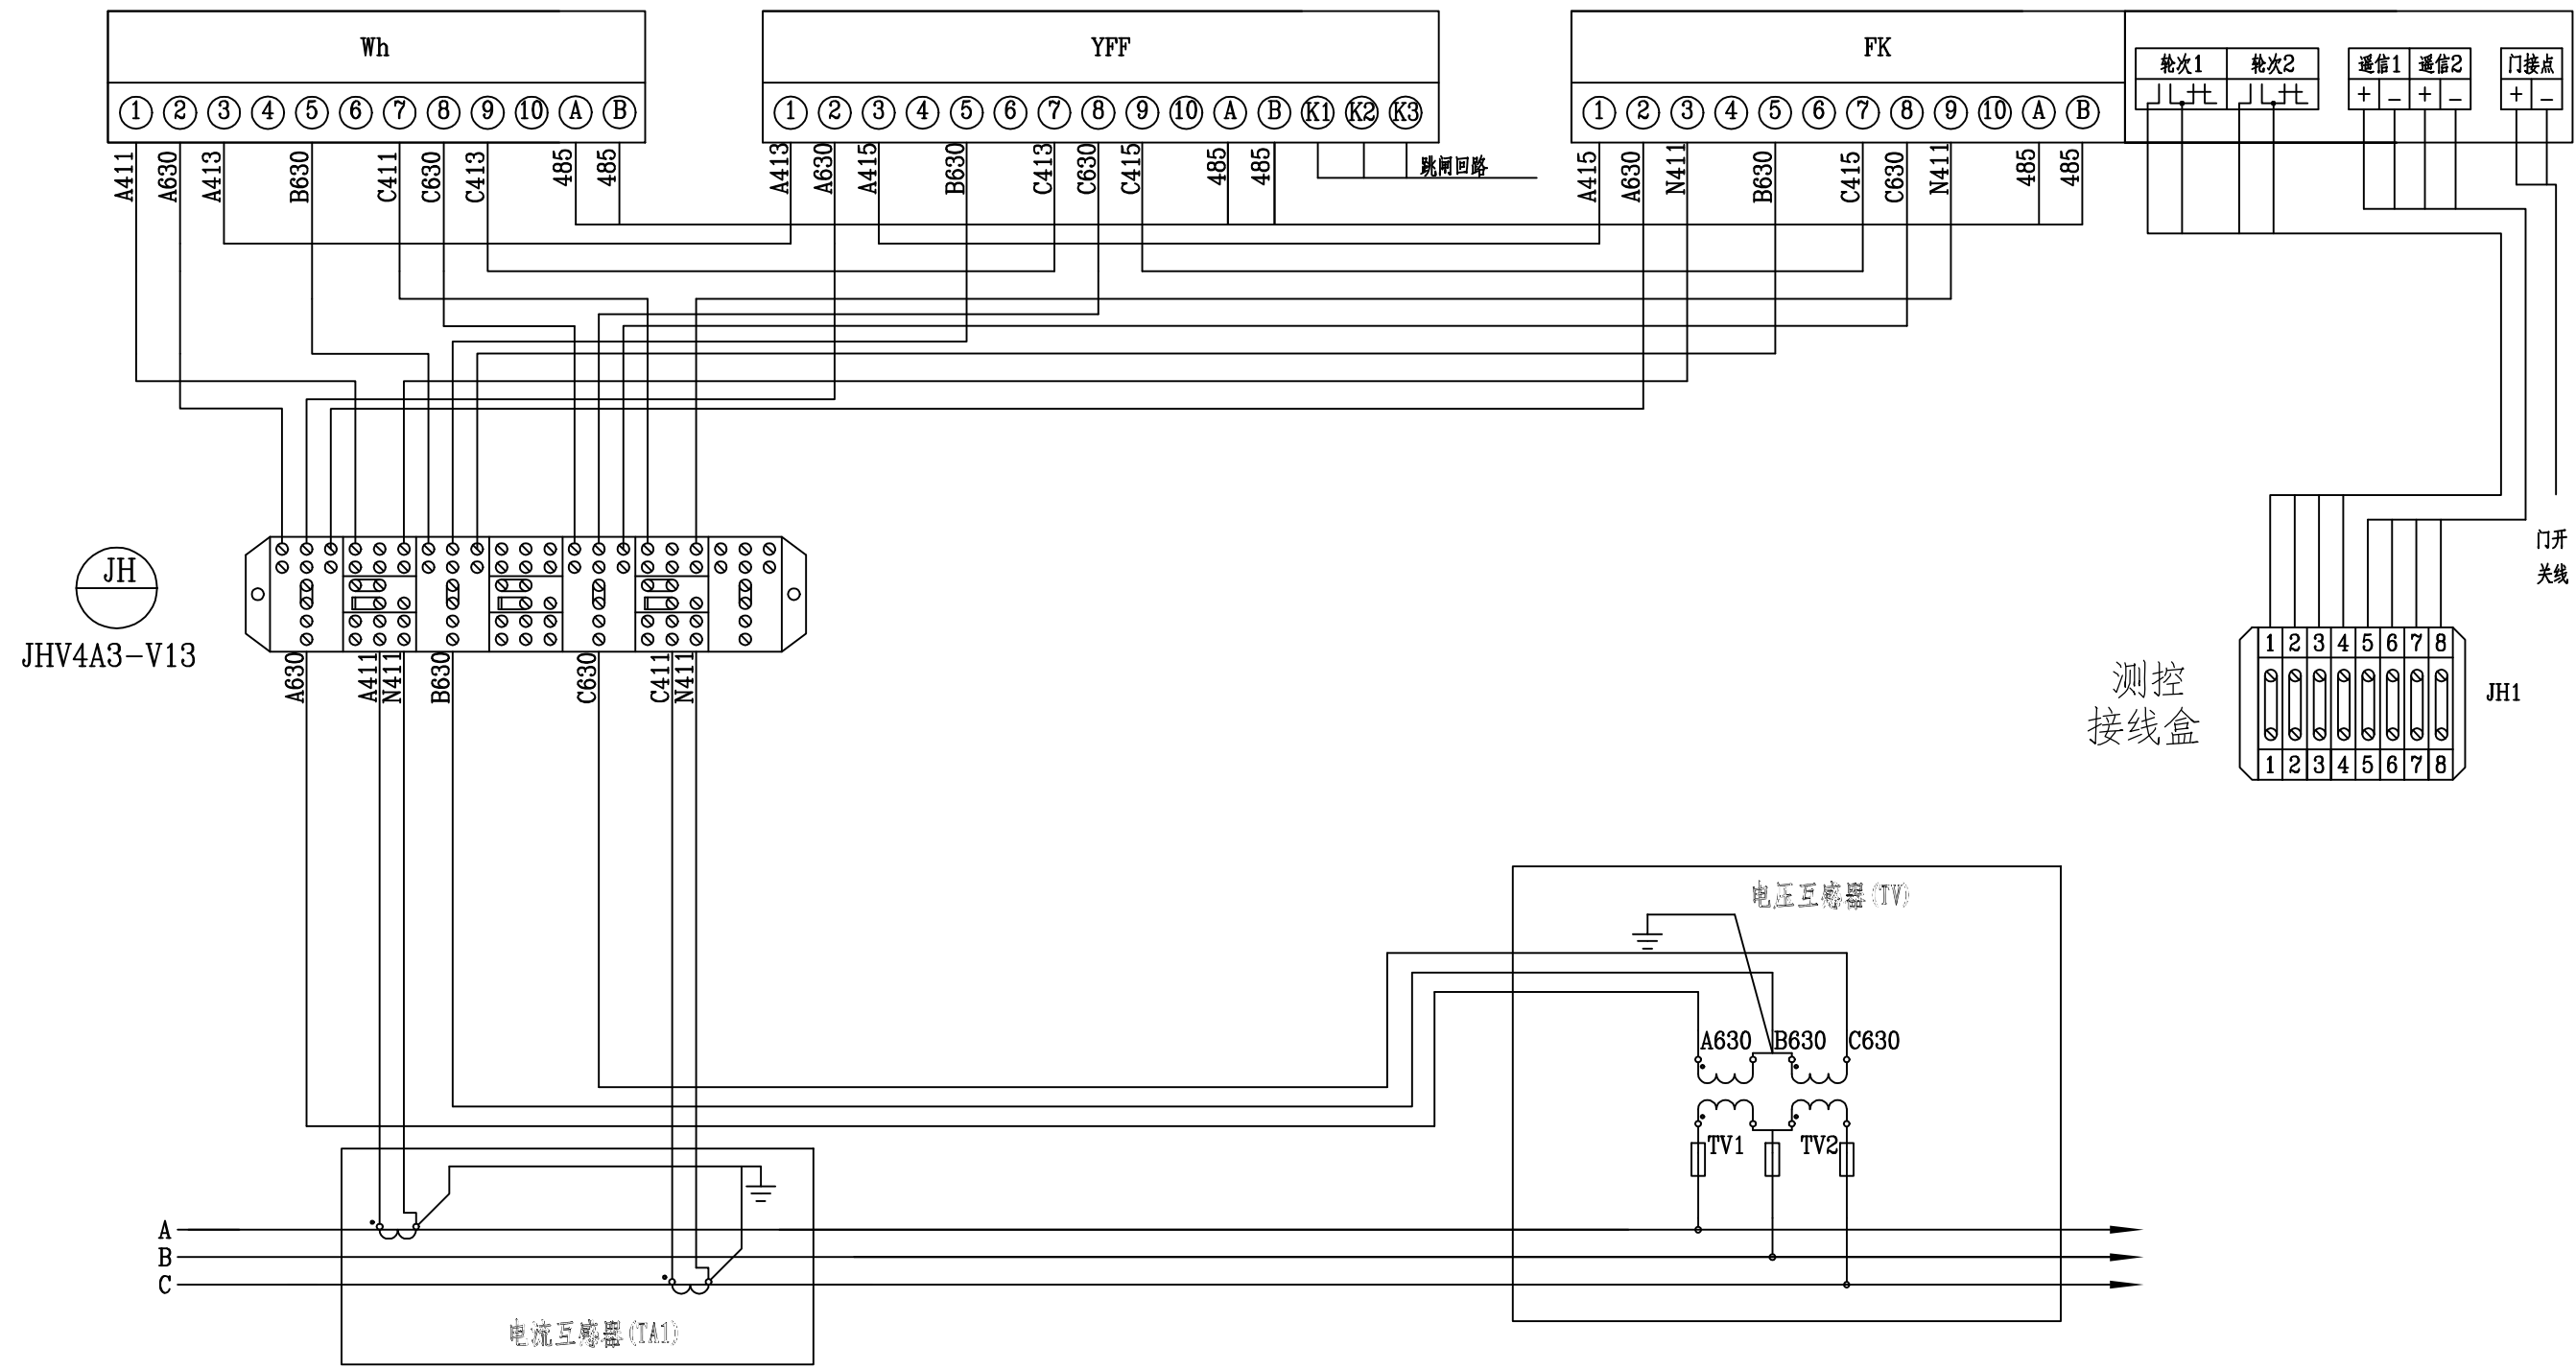 Wh
YFF
FK
轮次1 轮次2 遥信1 遥信2 门接点
+ - + - + -
1 2 3 4 5 6 7 8 9 10 A B
1 2 3 4 5 6 7 8 9 10 A B K1 K2 K3
1 2 3 4 5 6 7 8 9 10 A B
A411 A630 A413 B630 C411 C630 C413 485 485
A413 A630 A415 B630 C413 C630 C415 485 485
跳闸回路
A415 A630 N411 B630 C415 C630 N411 485 485
门开
关线
JH
JHV4A3-V13
A630 A411 N411 B630 C630 C411 N411
1 2 3 4 5 6 7 8
测控
接线盒
JH1
1 2 3 4 5 6 7 8
电压互感器(TV)
A630 B630 C630
TV1 TV2
A
B
C
电流互感器(TA1)